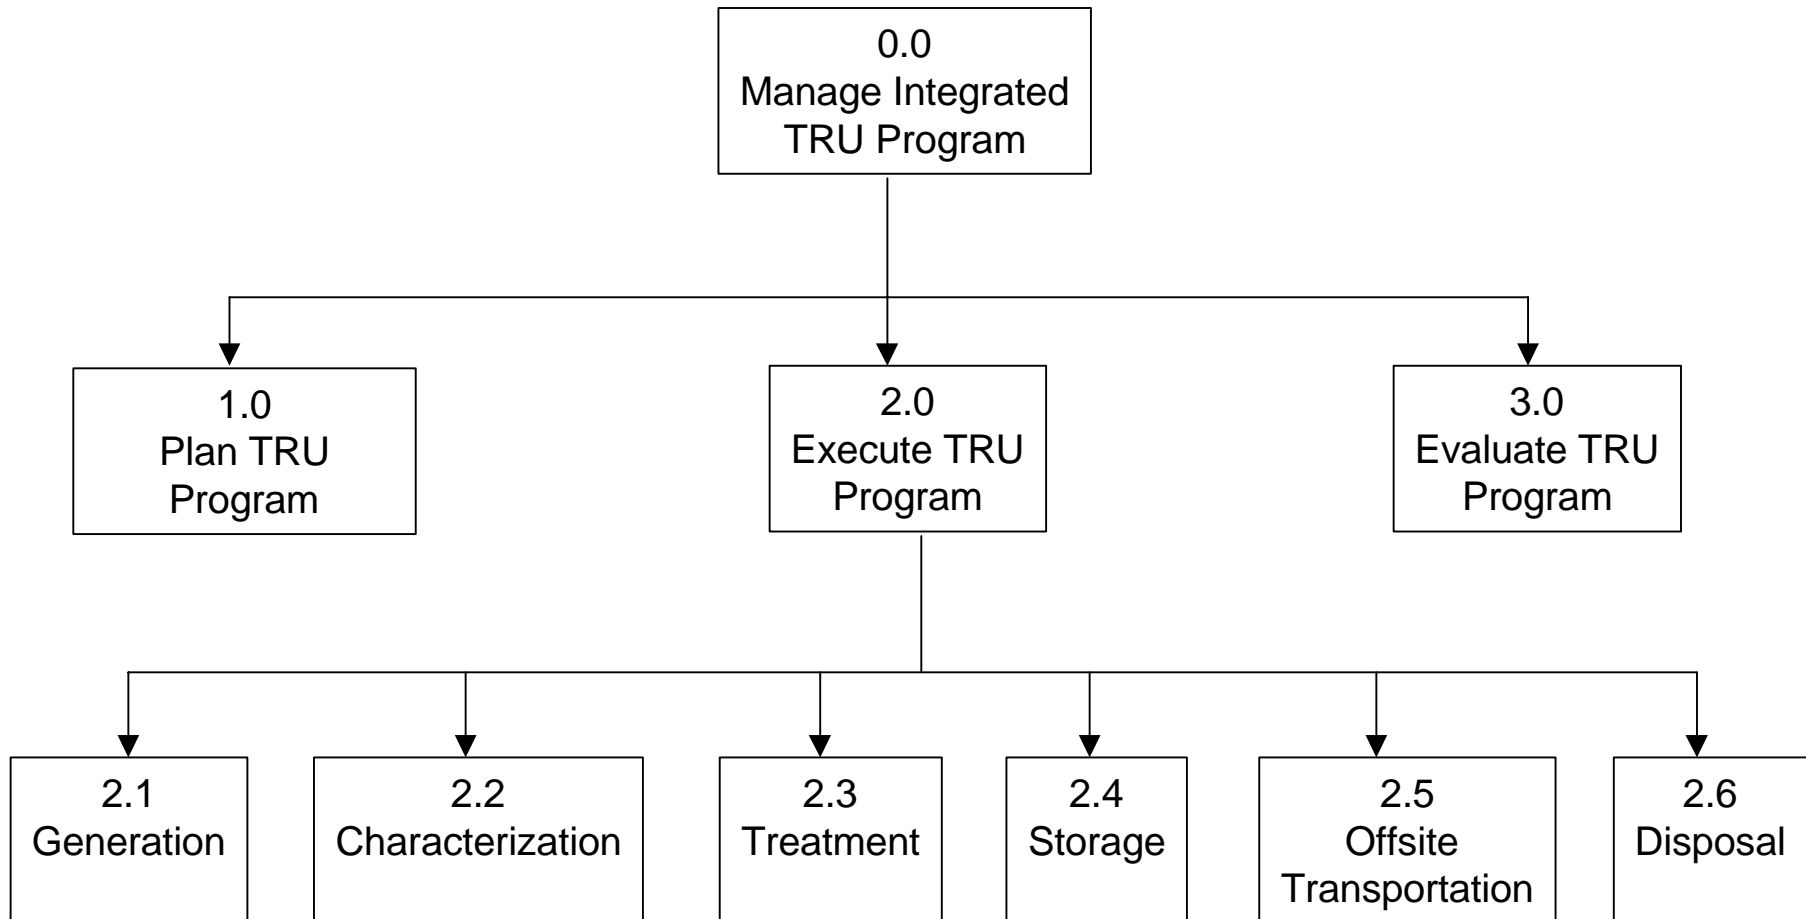 0.0
Manage Integrated
TRU Program
1.0
Plan TRU
Program
2.0
Execute TRU
Program
3.0
Evaluate TRU
Program
2.1
Generation
2.2
Characterization
2.3
Treatment
2.4
Storage
2.5
Offsite
Transportation
2.6
Disposal